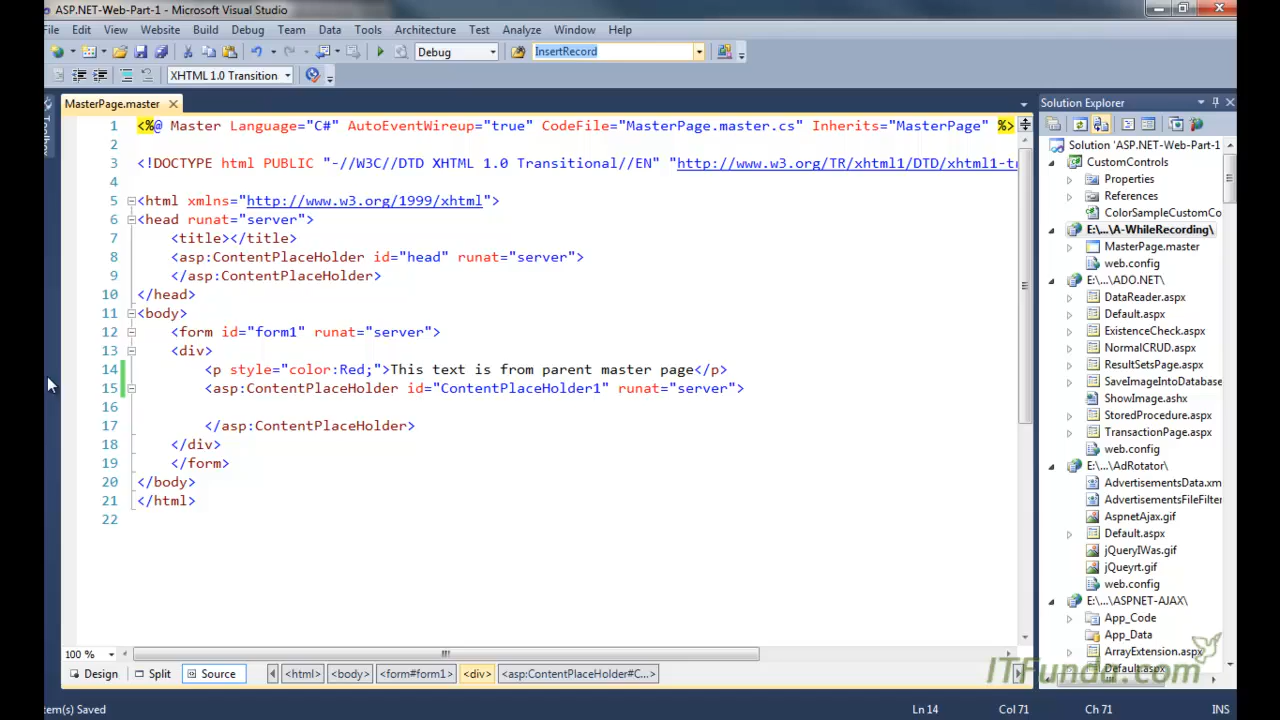 ASP.NET-Web-Part-1 - Microsoft Visual Studio
File Edit View Website Build Debug Team Data Tools Architecture Test Analyze Window Help
Debug InsertRecord
XHTML 1.0 Transition
MasterPage.master
Toolbox
1 <%@ Master Language="C#" AutoEventWireup="true" CodeFile="MasterPage.master.cs" Inherits="MasterPage" %>
2
3 <!DOCTYPE html PUBLIC "-//W3C//DTD XHTML 1.0 Transitional//EN" "http://www.w3.org/TR/xhtml1/DTD/xhtml1-tr
4
5 <html xmlns="http://www.w3.org/1999/xhtml">
6 <head runat="server">
7 <title></title>
8 <asp:ContentPlaceHolder id="head" runat="server">
9 </asp:ContentPlaceHolder>
10 </head>
11 <body>
12 <form id="form1" runat="server">
13 <div>
14 <p style="color:Red;">This text is from parent master page</p>
15 <asp:ContentPlaceHolder id="ContentPlaceHolder1" runat="server">
16
17 </asp:ContentPlaceHolder>
18 </div>
19 </form>
20 </body>
21 </html>
22
100 %
Design Split Source <html> <body> <form#form1> <div> <asp:ContentPlaceHolder#C...>
Solution Explorer
Solution 'ASP.NET-Web-Part-1
CustomControls
Properties
References
ColorSampleCustomCo
E:\...\A-WhileRecording\
MasterPage.master
web.config
E:\...\ADO.NET\
DataReader.aspx
Default.aspx
ExistenceCheck.aspx
NormalCRUD.aspx
ResultSetsPage.aspx
SaveImageIntoDatabase
ShowImage.ashx
StoredProcedure.aspx
TransactionPage.aspx
web.config
E:\...\AdRotator\
AdvertisementsData.xm
AdvertisementsFileFilter
AspnetAjax.gif
Default.aspx
jQueryIWas.gif
jQueyrt.gif
web.config
E:\...\ASPNET-AJAX\
App_Code
App_Data
ArrayExtension.aspx
Default.aspx
ITFunda.com
tem(s) Saved Ln 14 Col 71 Ch 71 INS